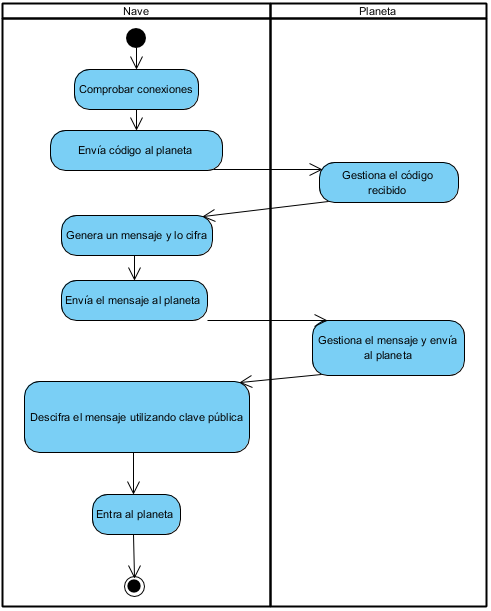 Nave
Planeta
Comprobar conexiones
Envía código al planeta
Gestiona el código
recibido
Genera un mensaje y lo cifra
Envía el mensaje al planeta
Gestiona el mensaje y envía
al planeta
Descifra el mensaje utilizando clave pública
Entra al planeta